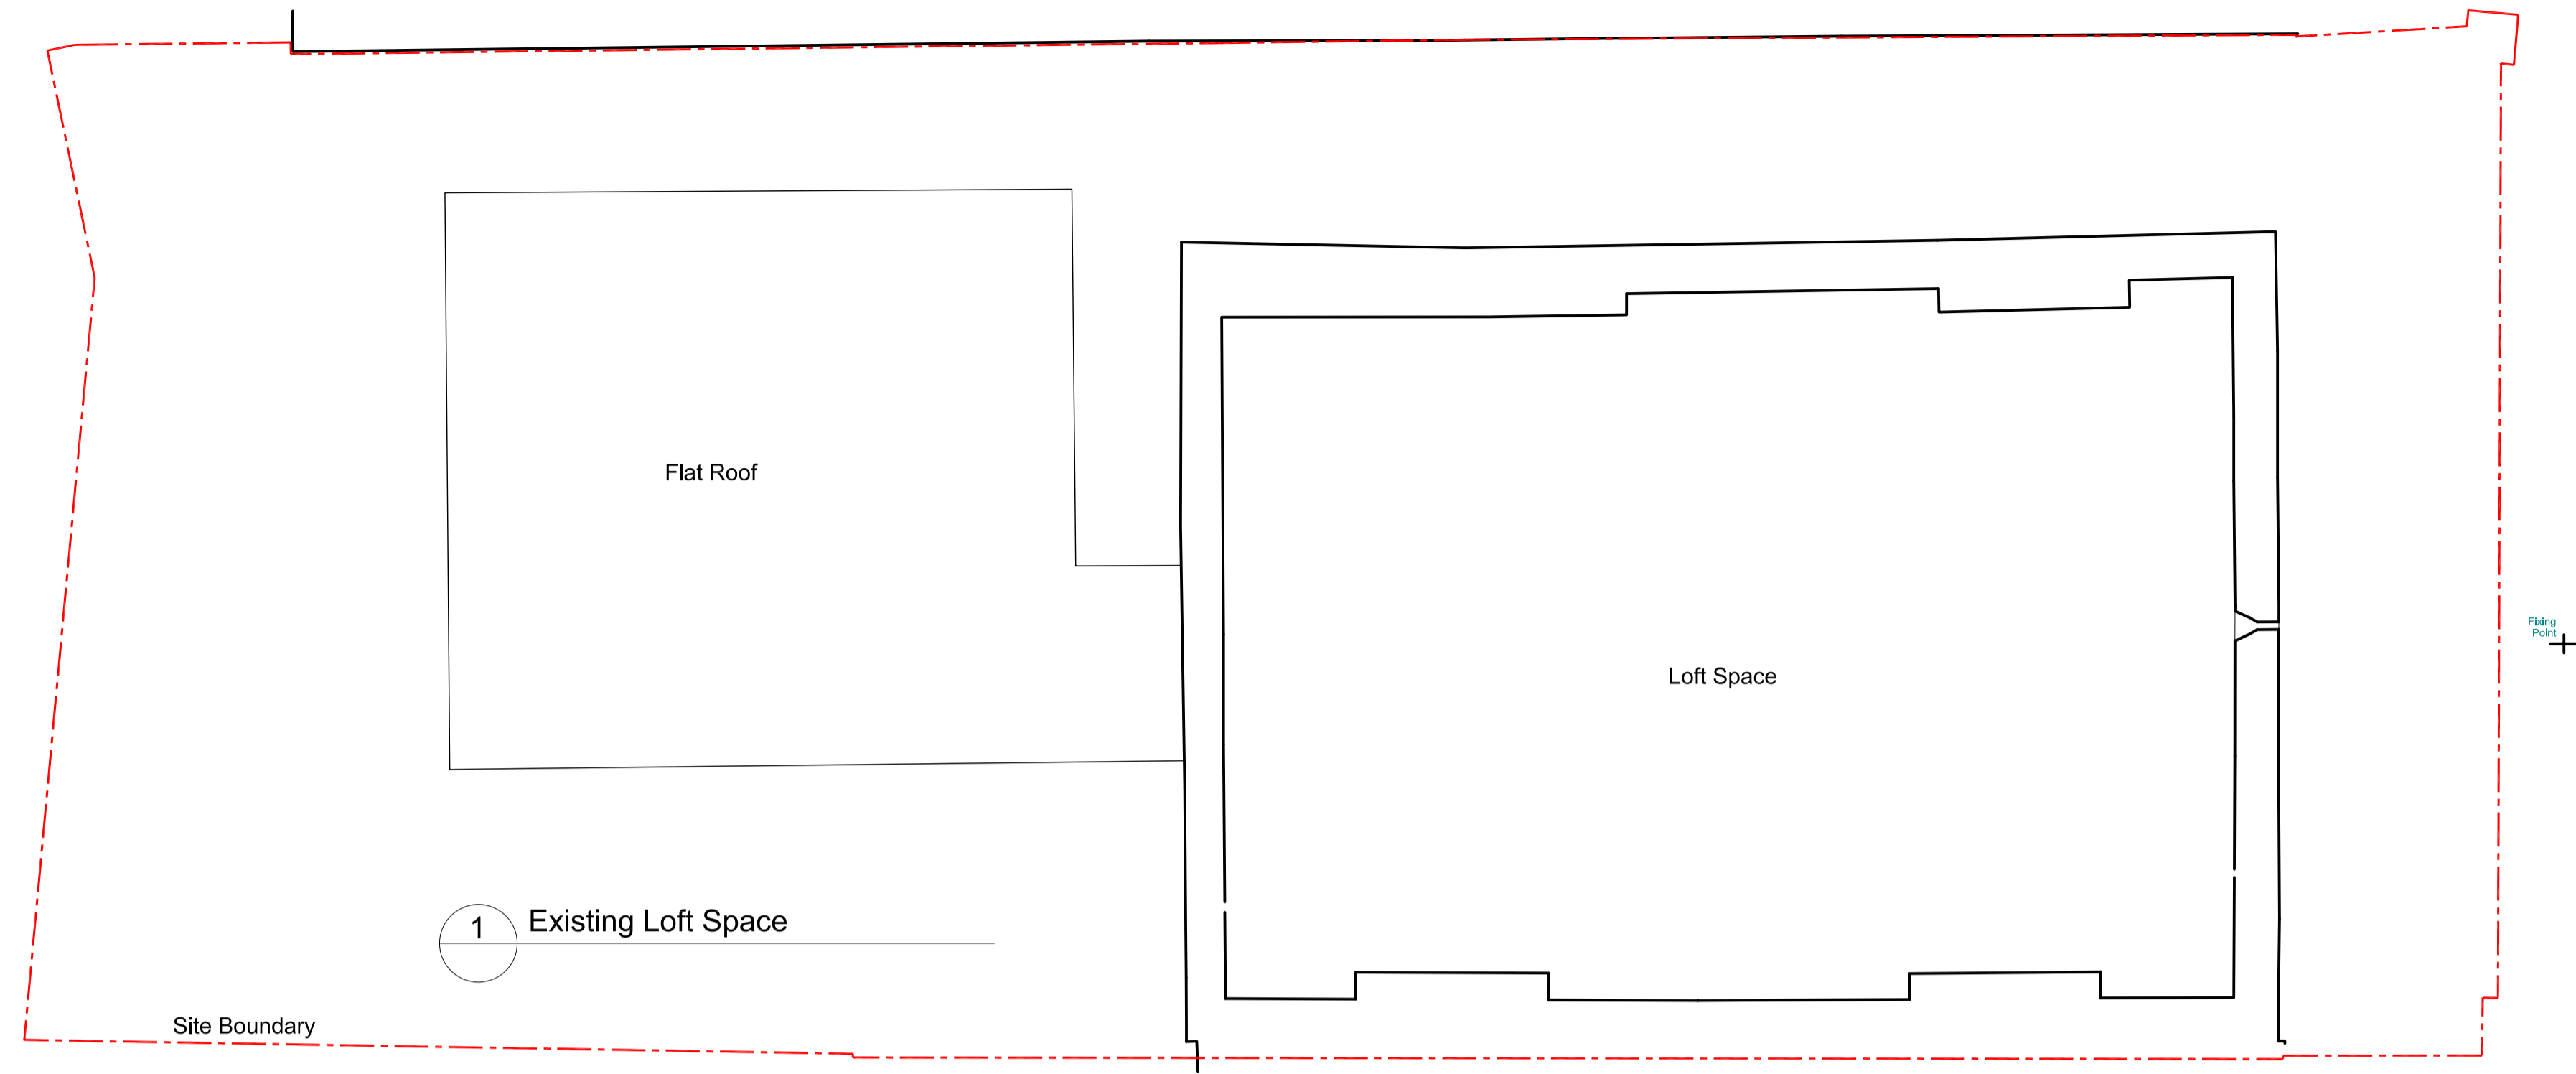 Flat Roof
Fixing
Point
Loft Space
1
Existing Loft Space
Site Boundary